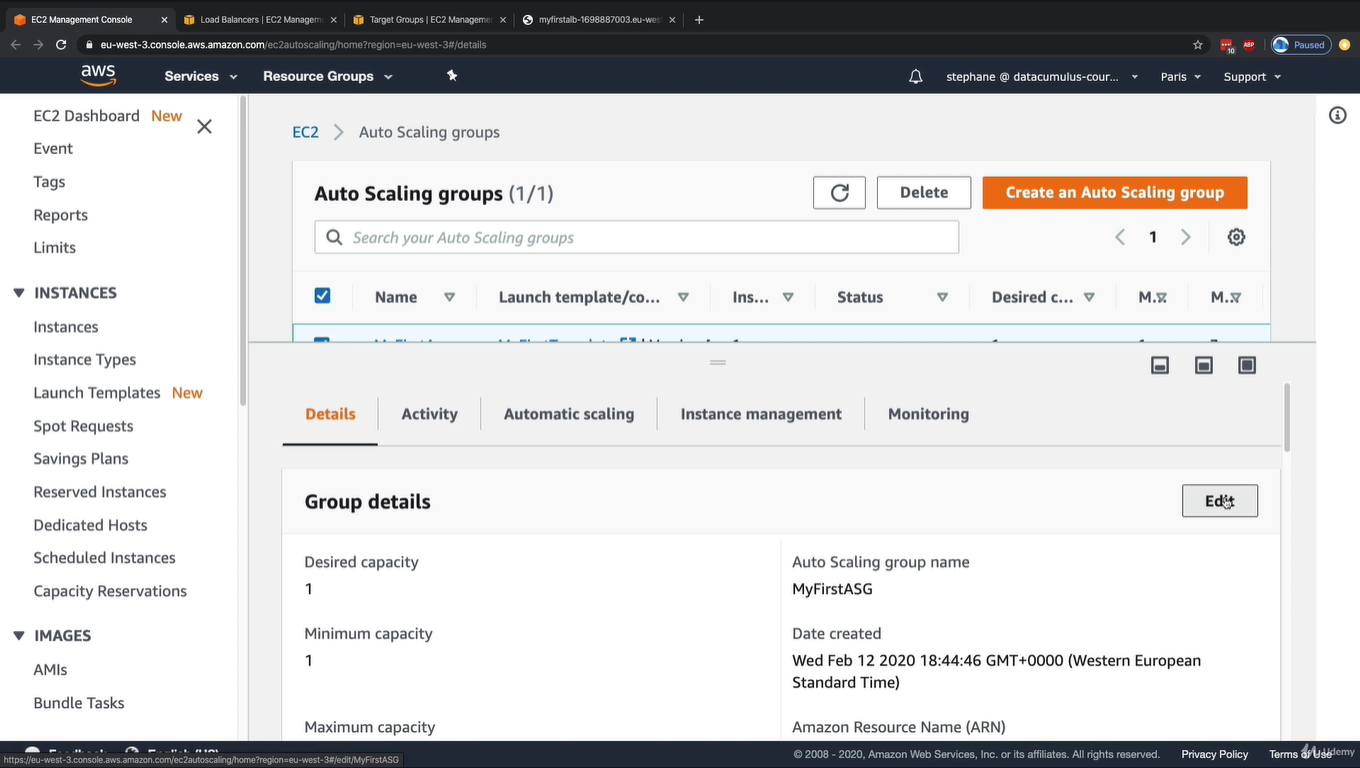 EC2 Management Console
Load Balancers | EC2 Managemen
Target Groups | EC2 Manageme
myfirstalb-1698887003.eu-wes
eu-west-3.console.aws.amazon.com/ec2autoscaling/home?region=eu-west-3#/details
10
ABP
Paused
aws
Services
Resource Groups
stephane @ datacumulus-cour...
Paris
Support
EC2 Dashboard New
Event
Tags
Reports
Limits
INSTANCES
Instances
Instance Types
Launch Templates New
Spot Requests
Savings Plans
Reserved Instances
Dedicated Hosts
Scheduled Instances
Capacity Reservations
IMAGES
AMIs
Bundle Tasks
EC2 > Auto Scaling groups
Auto Scaling groups (1/1)
Delete
Create an Auto Scaling group
Search your Auto Scaling groups
1
Name
Launch template/co...
Ins...
Status
Desired c...
M...
M...
Details
Activity
Automatic scaling
Instance management
Monitoring
Group details
Edit
Desired capacity
1
Minimum capacity
1
Maximum capacity
Auto Scaling group name
MyFirstASG
Date created
Wed Feb 12 2020 18:44:46 GMT+0000 (Western European
Standard Time)
Amazon Resource Name (ARN)
Feedback
English (US)
© 2008 - 2020, Amazon Web Services, Inc. or its affiliates. All rights reserved.
Privacy Policy
Terms of Use
Udemy
https://eu-west-3.console.aws.amazon.com/ec2autoscaling/home?region=eu-west-3#/edit/MyFirstASG